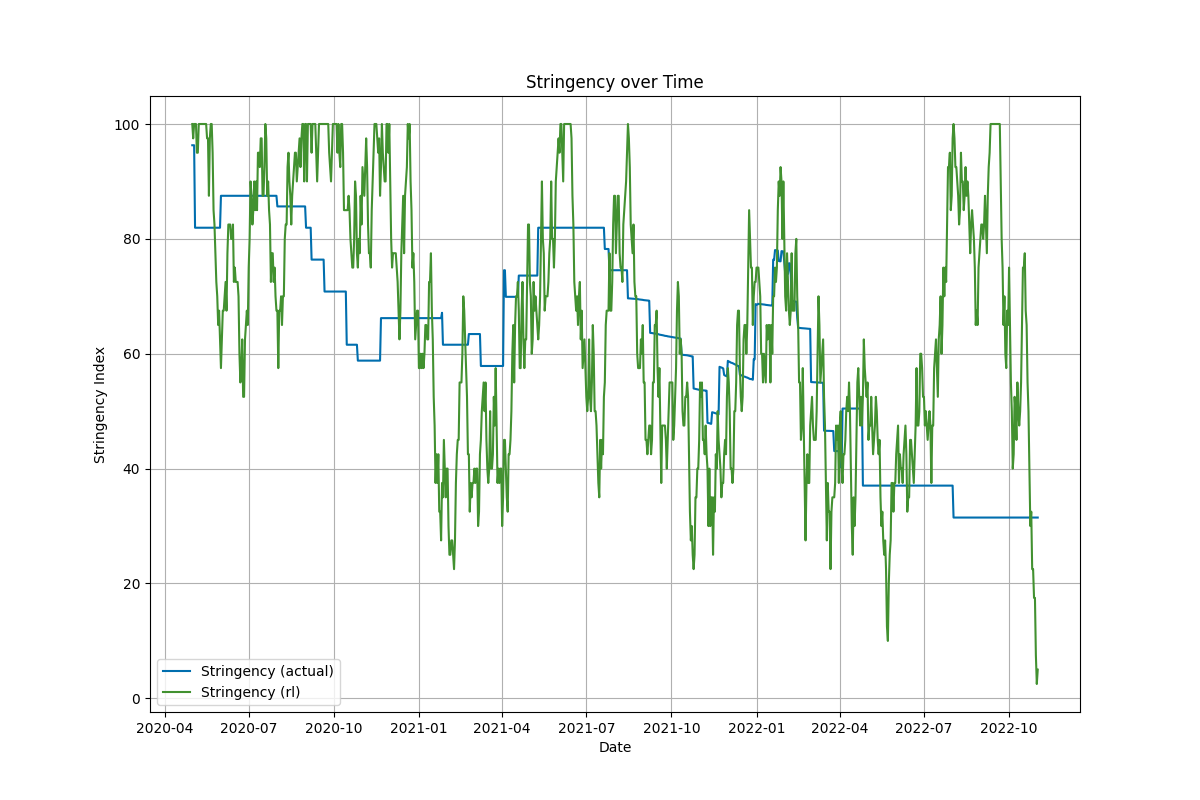 Stringency over Time
Stringency Index
100
80
60
40
20
0
Stringency (actual)
Stringency (rl)
2020-04 2020-07 2020-10 2021-01 2021-04 2021-07 2021-10 2022-01 2022-04 2022-07 2022-10
Date